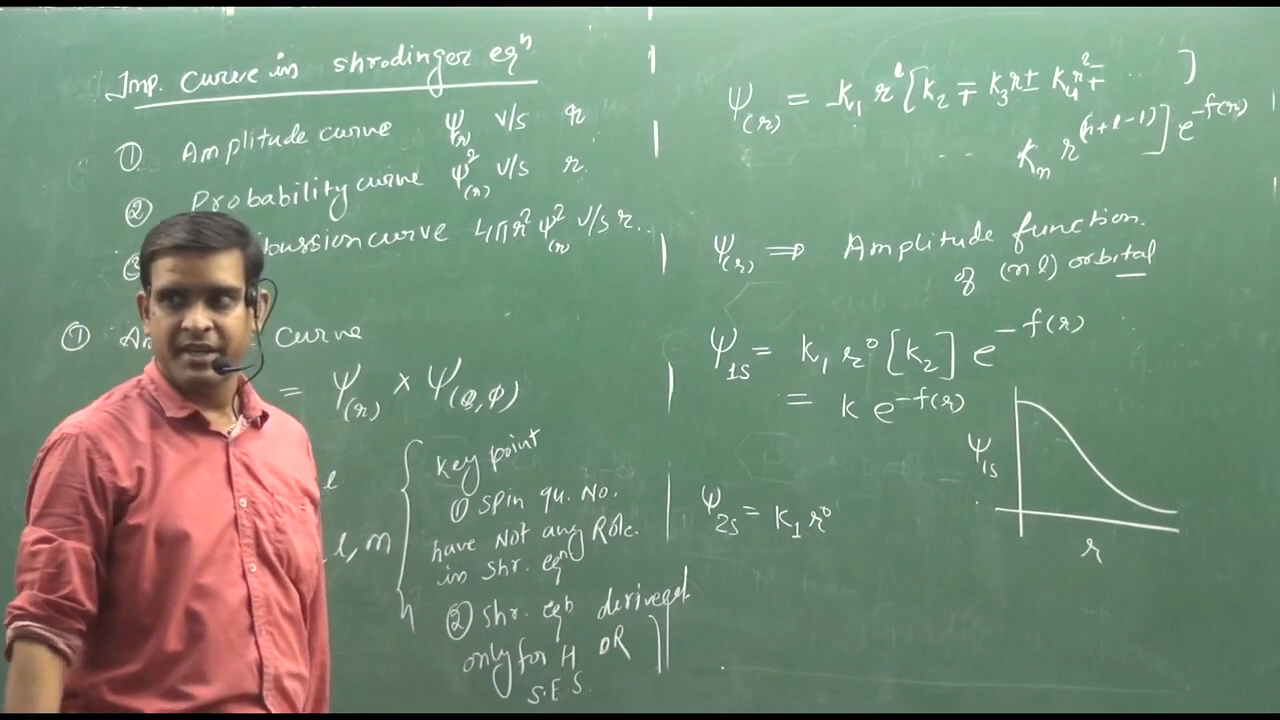 Imp. curve in shrodinger eqⁿ
① Amplitude curve ψ(r) v/s r
② Probability curve ψ²(r) v/s r.
curve 4πr² ψ²(r) v/s r..
① curve
= ψ(r) × ψ(θ,φ)
l
l, m
key point
① spin qu. No.
have Not any Role.
in shr. eqⁿ
② shr. eqⁿ derived
only for H OR
S.E.S.
ψ(r) = k₁ r^l [k₂ ∓ k₃r ± k₄r² ∓ ... ]
... kₙ r^(n+l-1)] e^-f(r)
ψ(r) ⇒ Amplitude function.
of (n l) orbital
ψ1s = k₁ r⁰ [k₂] e^-f(r)
= k e^-f(r)
ψ1s
r
ψ2s = k₁ r⁰